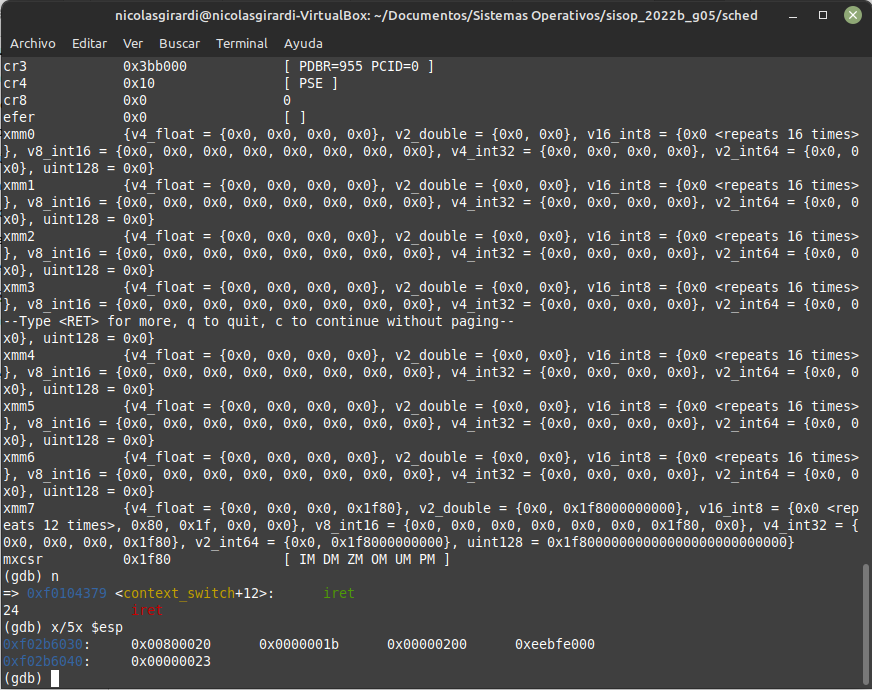 nicolasgirardi@nicolasgirardi-VirtualBox: ~/Documentos/Sistemas Operativos/sisop_2022b_g05/sched
Archivo Editar Ver Buscar Terminal Ayuda
cr3            0x3bb000            [ PDBR=955 PCID=0 ]
cr4            0x10                [ PSE ]
cr8            0x0                 0
efer           0x0                 [ ]
xmm0           {v4_float = {0x0, 0x0, 0x0, 0x0}, v2_double = {0x0, 0x0}, v16_int8 = {0x0 <repeats 16 times>
}, v8_int16 = {0x0, 0x0, 0x0, 0x0, 0x0, 0x0, 0x0, 0x0}, v4_int32 = {0x0, 0x0, 0x0, 0x0}, v2_int64 = {0x0, 0
x0}, uint128 = 0x0}
xmm1           {v4_float = {0x0, 0x0, 0x0, 0x0}, v2_double = {0x0, 0x0}, v16_int8 = {0x0 <repeats 16 times>
}, v8_int16 = {0x0, 0x0, 0x0, 0x0, 0x0, 0x0, 0x0, 0x0}, v4_int32 = {0x0, 0x0, 0x0, 0x0}, v2_int64 = {0x0, 0
x0}, uint128 = 0x0}
xmm2           {v4_float = {0x0, 0x0, 0x0, 0x0}, v2_double = {0x0, 0x0}, v16_int8 = {0x0 <repeats 16 times>
}, v8_int16 = {0x0, 0x0, 0x0, 0x0, 0x0, 0x0, 0x0, 0x0}, v4_int32 = {0x0, 0x0, 0x0, 0x0}, v2_int64 = {0x0, 0
x0}, uint128 = 0x0}
xmm3           {v4_float = {0x0, 0x0, 0x0, 0x0}, v2_double = {0x0, 0x0}, v16_int8 = {0x0 <repeats 16 times>
}, v8_int16 = {0x0, 0x0, 0x0, 0x0, 0x0, 0x0, 0x0, 0x0}, v4_int32 = {0x0, 0x0, 0x0, 0x0}, v2_int64 = {0x0, 0
--Type <RET> for more, q to quit, c to continue without paging--
x0}, uint128 = 0x0}
xmm4           {v4_float = {0x0, 0x0, 0x0, 0x0}, v2_double = {0x0, 0x0}, v16_int8 = {0x0 <repeats 16 times>
}, v8_int16 = {0x0, 0x0, 0x0, 0x0, 0x0, 0x0, 0x0, 0x0}, v4_int32 = {0x0, 0x0, 0x0, 0x0}, v2_int64 = {0x0, 0
x0}, uint128 = 0x0}
xmm5           {v4_float = {0x0, 0x0, 0x0, 0x0}, v2_double = {0x0, 0x0}, v16_int8 = {0x0 <repeats 16 times>
}, v8_int16 = {0x0, 0x0, 0x0, 0x0, 0x0, 0x0, 0x0, 0x0}, v4_int32 = {0x0, 0x0, 0x0, 0x0}, v2_int64 = {0x0, 0
x0}, uint128 = 0x0}
xmm6           {v4_float = {0x0, 0x0, 0x0, 0x0}, v2_double = {0x0, 0x0}, v16_int8 = {0x0 <repeats 16 times>
}, v8_int16 = {0x0, 0x0, 0x0, 0x0, 0x0, 0x0, 0x0, 0x0}, v4_int32 = {0x0, 0x0, 0x0, 0x0}, v2_int64 = {0x0, 0
x0}, uint128 = 0x0}
xmm7           {v4_float = {0x0, 0x0, 0x0, 0x1f80}, v2_double = {0x0, 0x1f8000000000}, v16_int8 = {0x0 <rep
eats 12 times>, 0x80, 0x1f, 0x0, 0x0}, v8_int16 = {0x0, 0x0, 0x0, 0x0, 0x0, 0x0, 0x1f80, 0x0}, v4_int32 = {
0x0, 0x0, 0x0, 0x1f80}, v2_int64 = {0x0, 0x1f8000000000}, uint128 = 0x1f8000000000000000000000000000}
mxcsr          0x1f80              [ IM DM ZM OM UM PM ]
(gdb) n
=> 0xf0104379 <context_switch+12>:      iret
24              iret
(gdb) x/5x $esp
0xf02b6030:     0x00800020      0x0000001b      0x00000200      0xeebfe000
0xf02b6040:     0x00000023
(gdb)